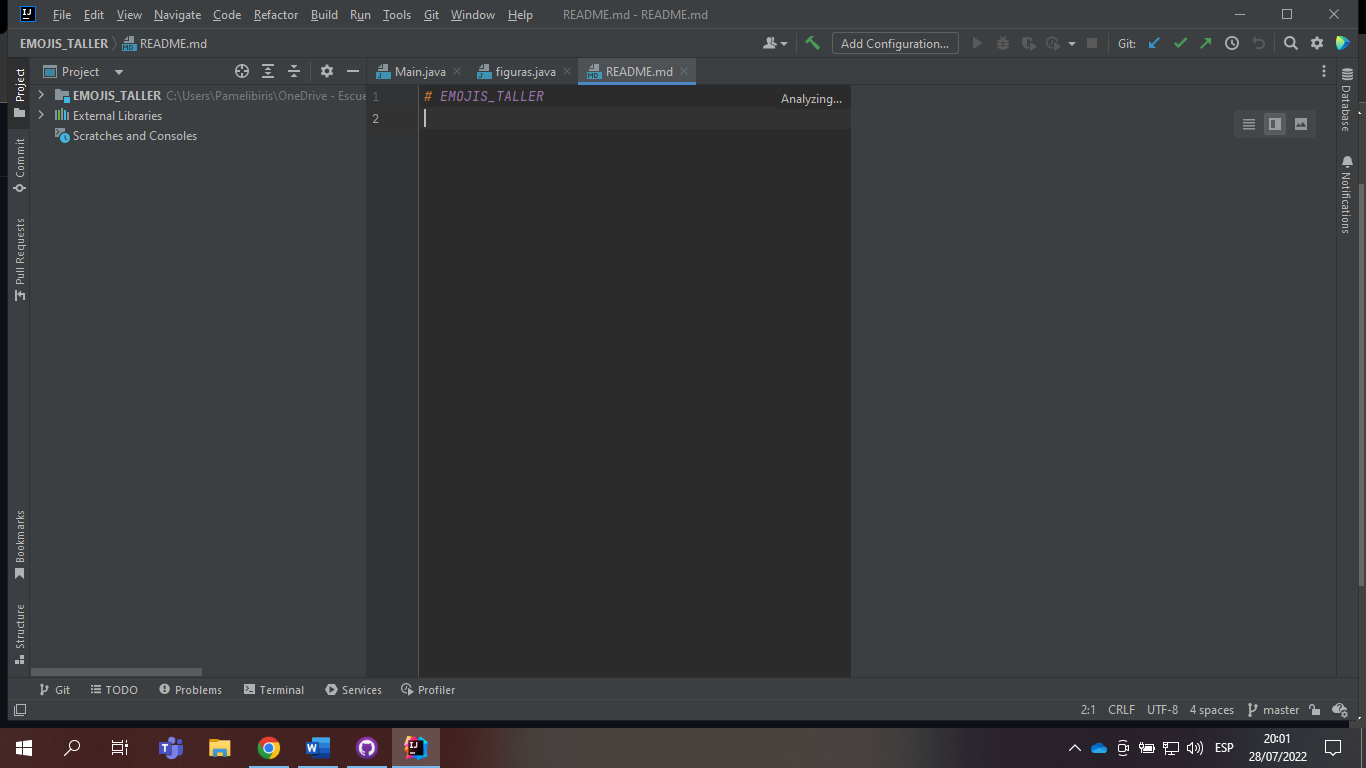 IJ File Edit View Navigate Code Refactor Build Run Tools Git Window Help README.md - README.md
EMOJIS_TALLER README.md Add Configuration... Git:
Project Main.java figuras.java README.md
EMOJIS_TALLER C:\Users\Pamelibiris\OneDrive - Escue
External Libraries
Scratches and Consoles
1 # EMOJIS_TALLER Analyzing...
2
Project
Commit
Pull Requests
Bookmarks
Structure
Database
Notifications
Git TODO Problems Terminal Services Profiler
2:1 CRLF UTF-8 4 spaces master
ESP 20:01
28/07/2022